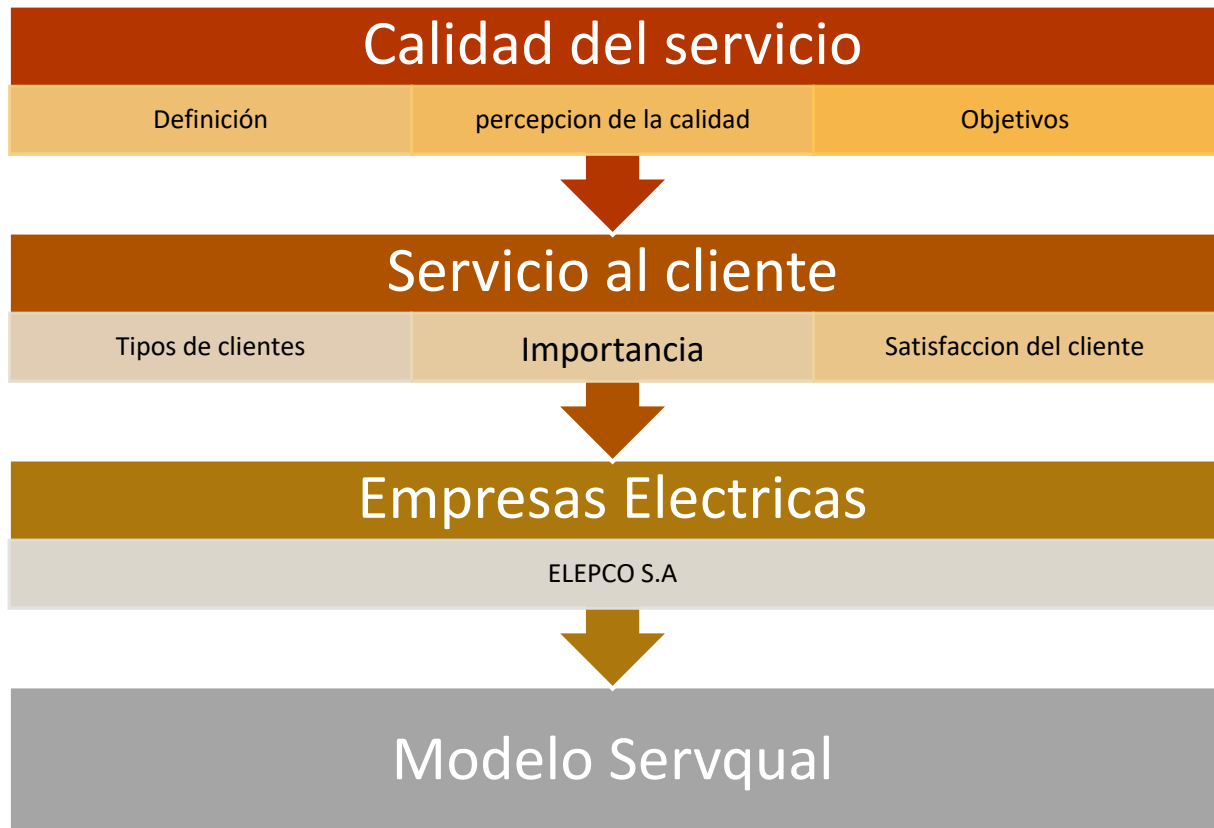 Calidad del servicio
Definición
percepcion de la calidad
Objetivos
Servicio al cliente
Tipos de clientes
Importancia
Satisfaccion del cliente
Empresas Electricas
ELEPCO S.A
Modelo Servqual